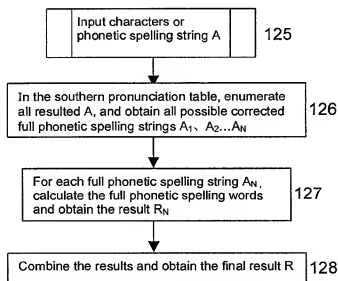 Input characters or
phonetic spelling string A
125
In the southern pronunciation table, enumerate
all resulted A, and obtain all possible corrected
full phonetic spelling strings A1、 A2...AN
126
For each full phonetic spelling string AN,
calculate the full phonetic spelling words
and obtain the result RN
127
Combine the results and obtain the final result R
128